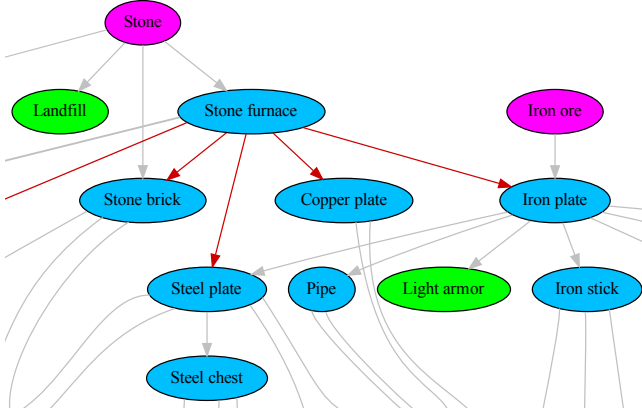 Stone
Landfill
Stone furnace
Iron ore
Stone brick
Copper plate
Iron plate
Steel plate
Pipe
Light armor
Iron stick
Steel chest